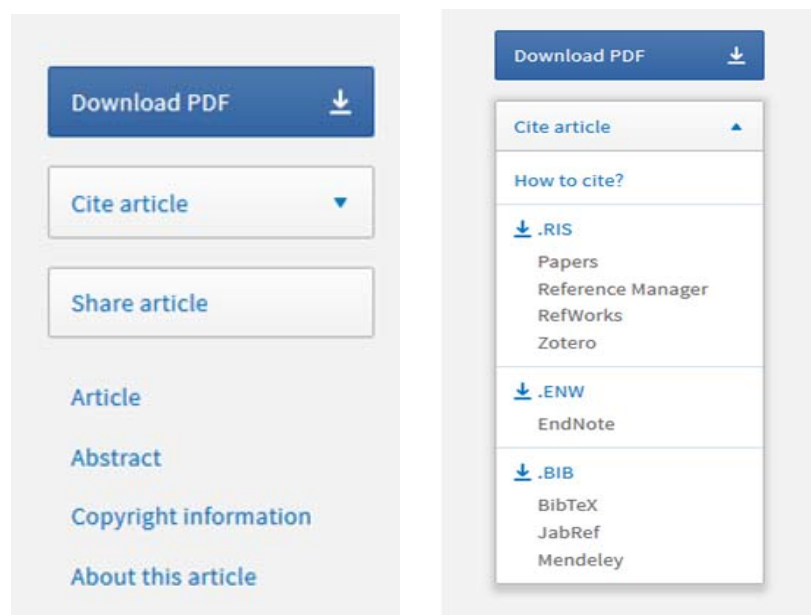 Download PDF
Cite article
Share article
Article
Abstract
Copyright information
About this article
Download PDF
Cite article
How to cite?
.RIS
Papers
Reference Manager
RefWorks
Zotero
.ENW
EndNote
.BIB
BibTeX
JabRef
Mendeley